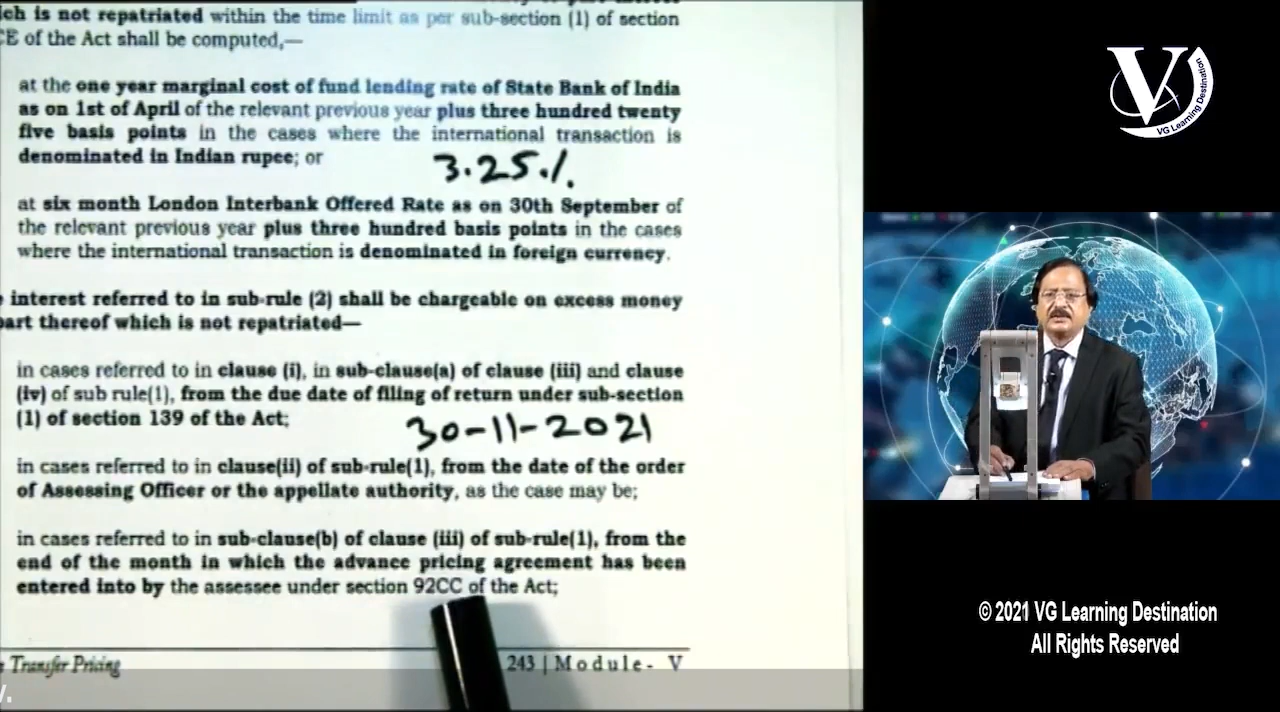 ch is not repatriated within the time limit as per sub-section (1) of section
CE of the Act shall be computed,—
at the one year marginal cost of fund lending rate of State Bank of India
as on 1st of April of the relevant previous year plus three hundred twenty
five basis points in the cases where the international transaction is
denominated in Indian rupee; or
3.25%.
at six month London Interbank Offered Rate as on 30th September of
the relevant previous year plus three hundred basis points in the cases
where the international transaction is denominated in foreign currency.
interest referred to in sub-rule (2) shall be chargeable on excess money
part thereof which is not repatriated—
in cases referred to in clause (i), in sub-clause(a) of clause (iii) and clause
(iv) of sub rule(1), from the due date of filing of return under sub-section
(1) of section 139 of the Act;
30-11-2021
in cases referred to in clause(ii) of sub-rule(1), from the date of the order
of Assessing Officer or the appellate authority, as the case may be;
in cases referred to in sub-clause(b) of clause (iii) of sub-rule(1), from the
end of the month in which the advance pricing agreement has been
entered into by the assessee under section 92CC of the Act;
Transfer Pricing
243 | Module- V
V
VG Learning Destination
© 2021 VG Learning Destination
All Rights Reserved